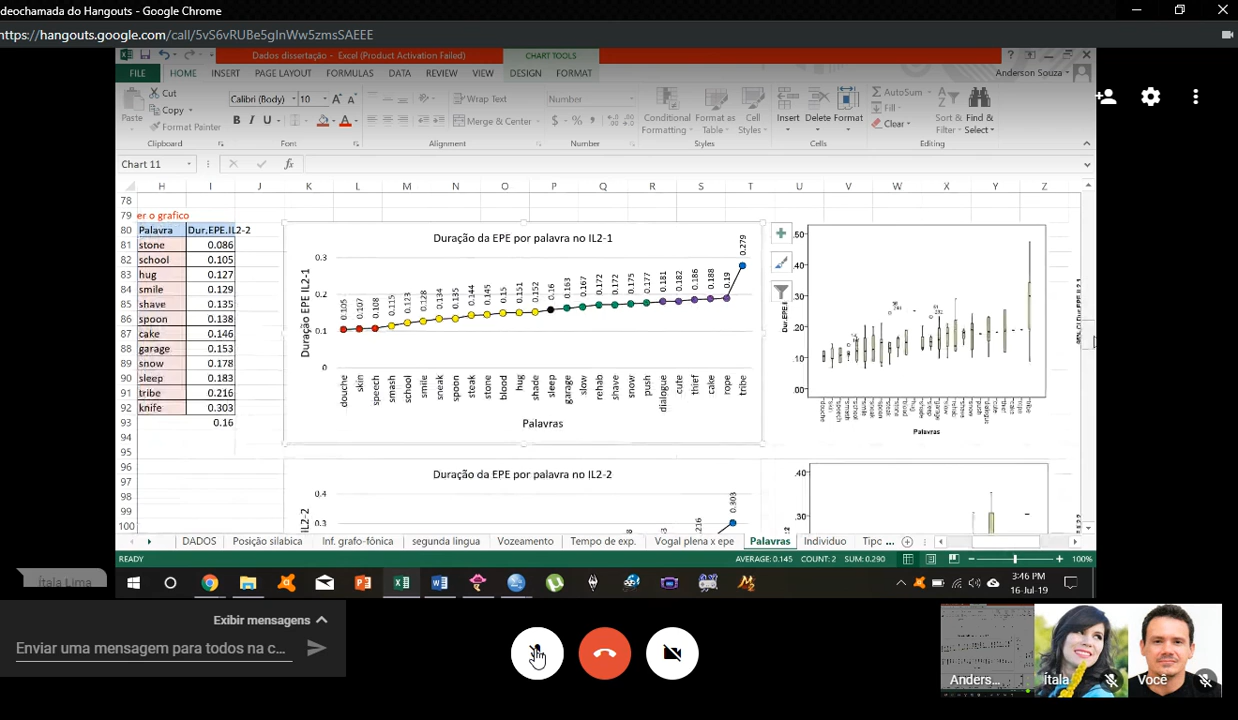 deochamada do Hangouts - Google Chrome
https://hangouts.google.com/call/5vS6vRUBe5gInWw5zmsSAEEE
Dados dissertação - Excel (Product Activation Failed)
CHART TOOLS
FILE HOME INSERT PAGE LAYOUT FORMULAS DATA REVIEW VIEW DESIGN FORMAT
Anderson Souza
Cut
Copy
Format Painter
Paste
Clipboard
Calibri (Body) 10
B I U
Font
Wrap Text
Merge & Center
Alignment
Number
Number
Conditional Formatting
Format as Table
Cell Styles
Styles
Insert Delete Format
Cells
AutoSum
Fill
Clear
Sort & Filter
Find & Select
Editing
Chart 11
H I J K L M N O P Q R S T U V W X Y Z
78
79 er o grafico
80 Palavra Dur.EPE.IL2-2
81 stone 0.086
82 school 0.105
83 hug 0.127
84 smile 0.129
85 shave 0.135
86 spoon 0.138
87 cake 0.146
88 garage 0.153
89 snow 0.178
90 sleep 0.183
91 tribe 0.216
92 knife 0.303
93 0.16
94
95
96
97
98
99
100
Duração da EPE por palavra no IL2-1
Duração EPE IL2-1
0.3
0.2
0.1
0
0.105 0.107 0.108 0.115 0.123 0.128 0.134 0.135 0.144 0.145 0.15 0.151 0.152 0.16 0.163 0.167 0.172 0.172 0.175 0.177 0.181 0.182 0.186 0.188 0.19 0.279
douche skin speech smash school smile sneak spoon steak stone blood hug shade sleep garage slow rehab shave snow push dialogue cute thief cake rope tribe
Palavras
.50
.40
.30
.20
.10
.00
Palavras
Duração da EPE por palavra no IL2-2
0.4
0.3
IL2-2
.216
0.303
.40
.30
DADOS Posição silabica Inf. grafo-fônica segunda lingua Vozeamento Tempo de exp. Vogal plena x epe Palavras Individuo Tipc ...
READY
AVERAGE: 0.145 COUNT: 2 SUM: 0.290
100%
3:46 PM
16-Jul-19
Ítala Lima
Exibir mensagens
Enviar uma mensagem para todos na c...
Anders...
Ítala
Você